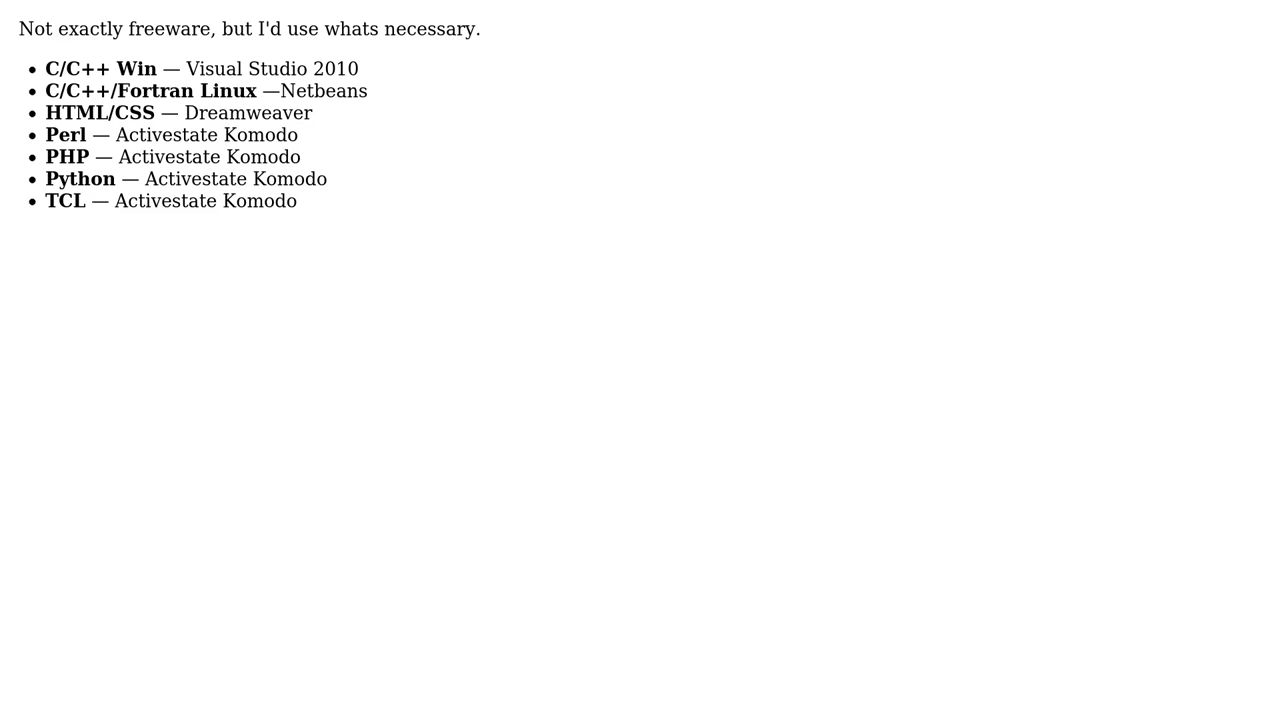 Not exactly freeware, but I'd use whats necessary.
• C/C++ Win — Visual Studio 2010
• C/C++/Fortran Linux —Netbeans
• HTML/CSS — Dreamweaver
• Perl — Activestate Komodo
• PHP — Activestate Komodo
• Python — Activestate Komodo
• TCL — Activestate Komodo